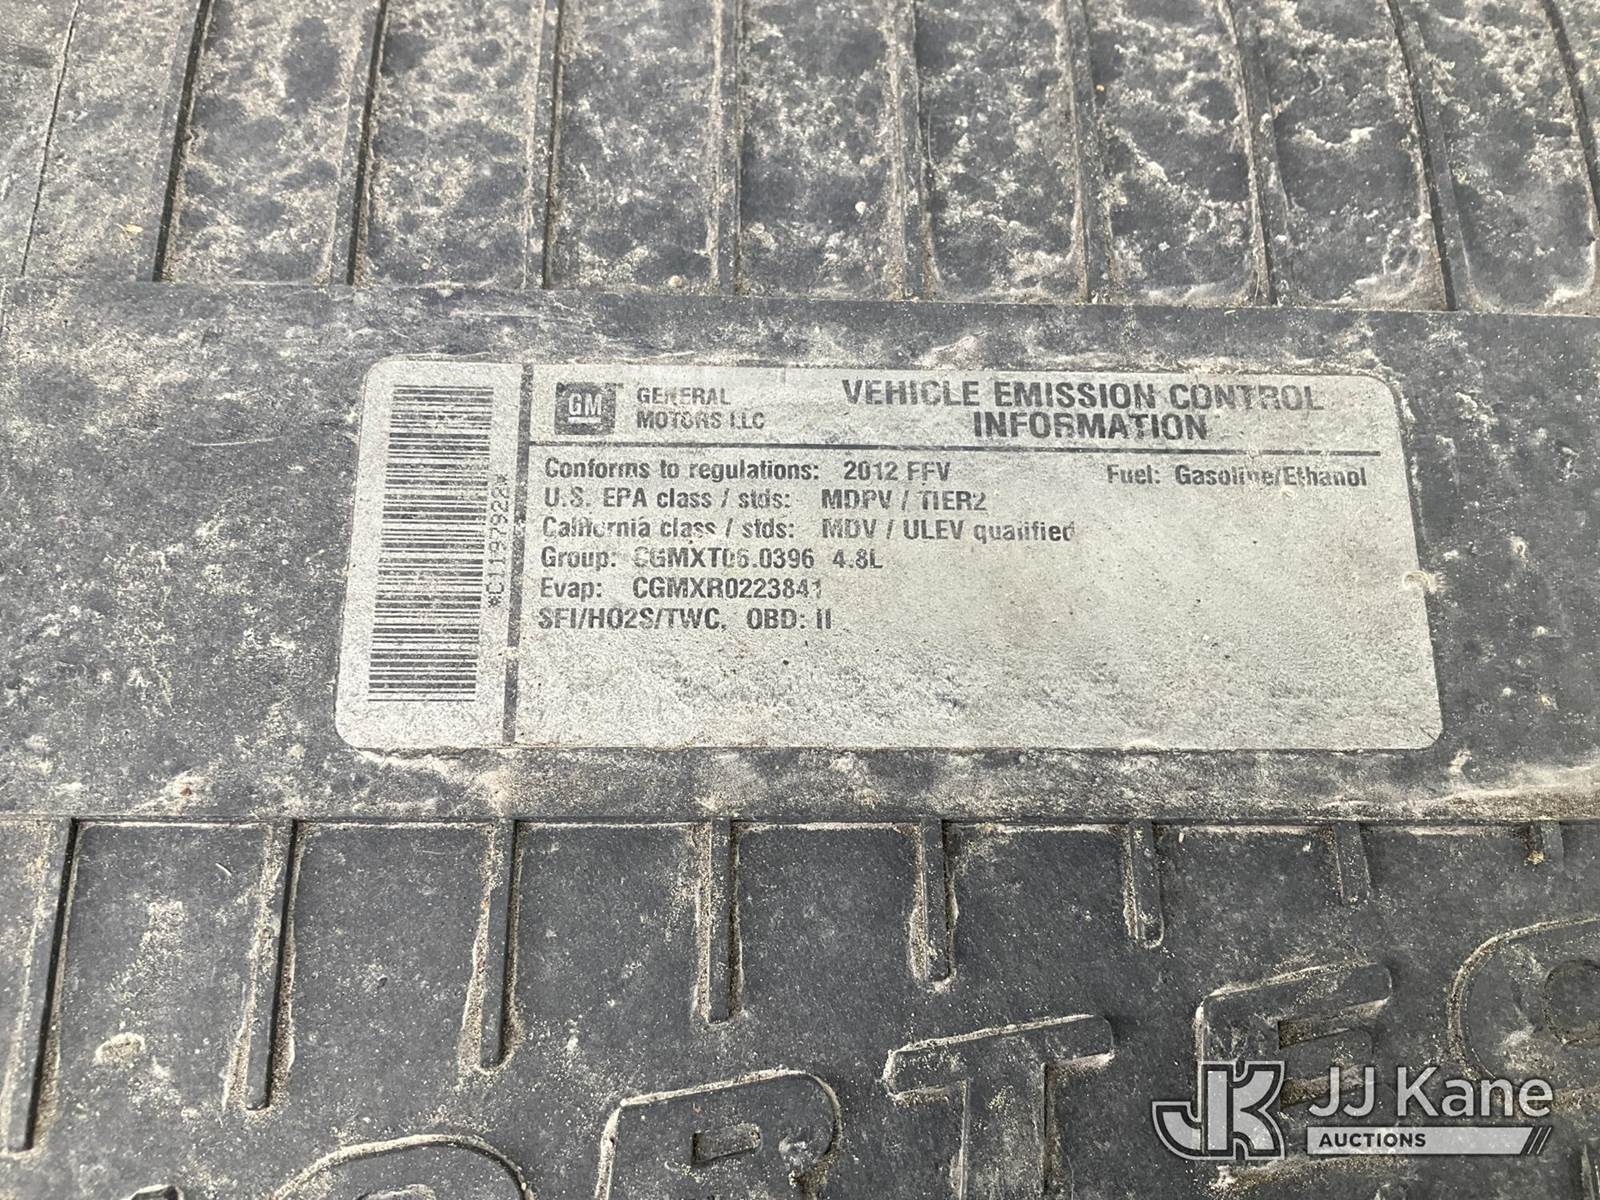 GM GENERAL MOTORS LLC
VEHICLE EMISSION CONTROL
INFORMATION
Conforms to regulations: 2012 FFV Fuel: Gasoline/Ethanol
U.S. EPA class / stds: MDPV / TIER2
California class / stds: MDV / ULEV qualified
Group: CGMXT06.0396 4.8L
Evap: CGMXR0223841
SFI/HO2S/TWC, OBD: II
*C1197922*
JK JJ Kane
AUCTIONS